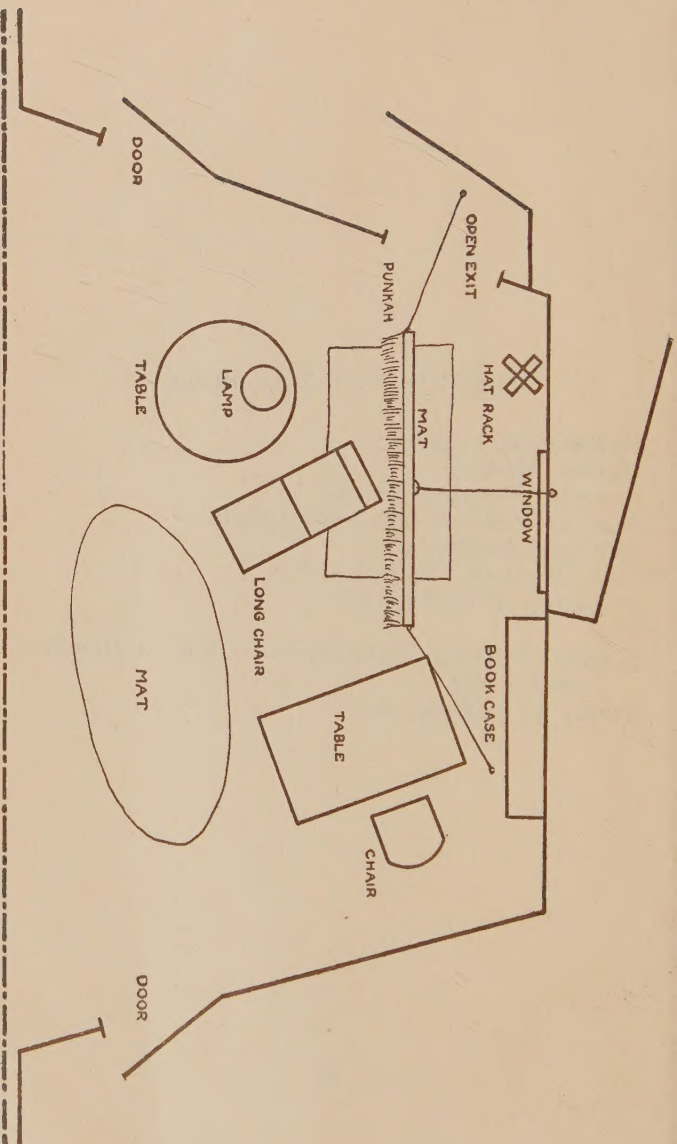 WINDOW
HAT RACK
BOOK CASE
OPEN EXIT
MAT
PUNKAH
CHAIR
TABLE
LONG CHAIR
LAMP
DOOR
TABLE
MAT
DOOR